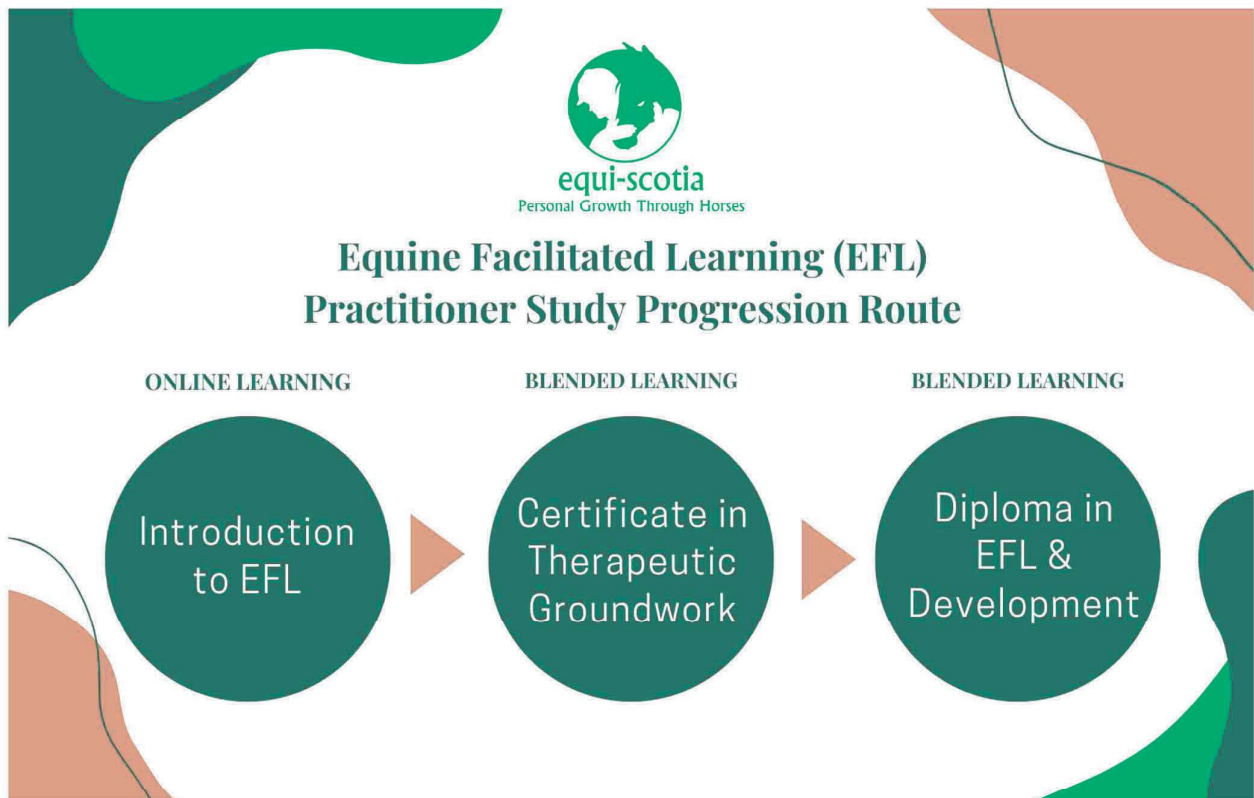 equi-scotia
Personal Growth Through Horses
Equine Facilitated Learning (EFL)
Practitioner Study Progression Route
ONLINE LEARNING
Introduction
to EFL
BLENDED LEARNING
Certificate in
Therapeutic
Groundwork
BLENDED LEARNING
Diploma in
EFL &
Development